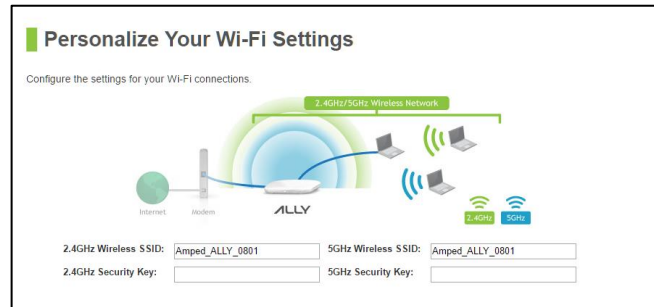 Personalize Your Wi-Fi Settings
Configure the settings for your Wi-Fi connections.
2.4GHz/5GHz Wireless Network
Internet Modem ALLY 2.4GHz 5GHz
2.4GHz Wireless SSID: Amped_ALLY_0801 5GHz Wireless SSID: Amped_ALLY_0801
2.4GHz Security Key: 5GHz Security Key: